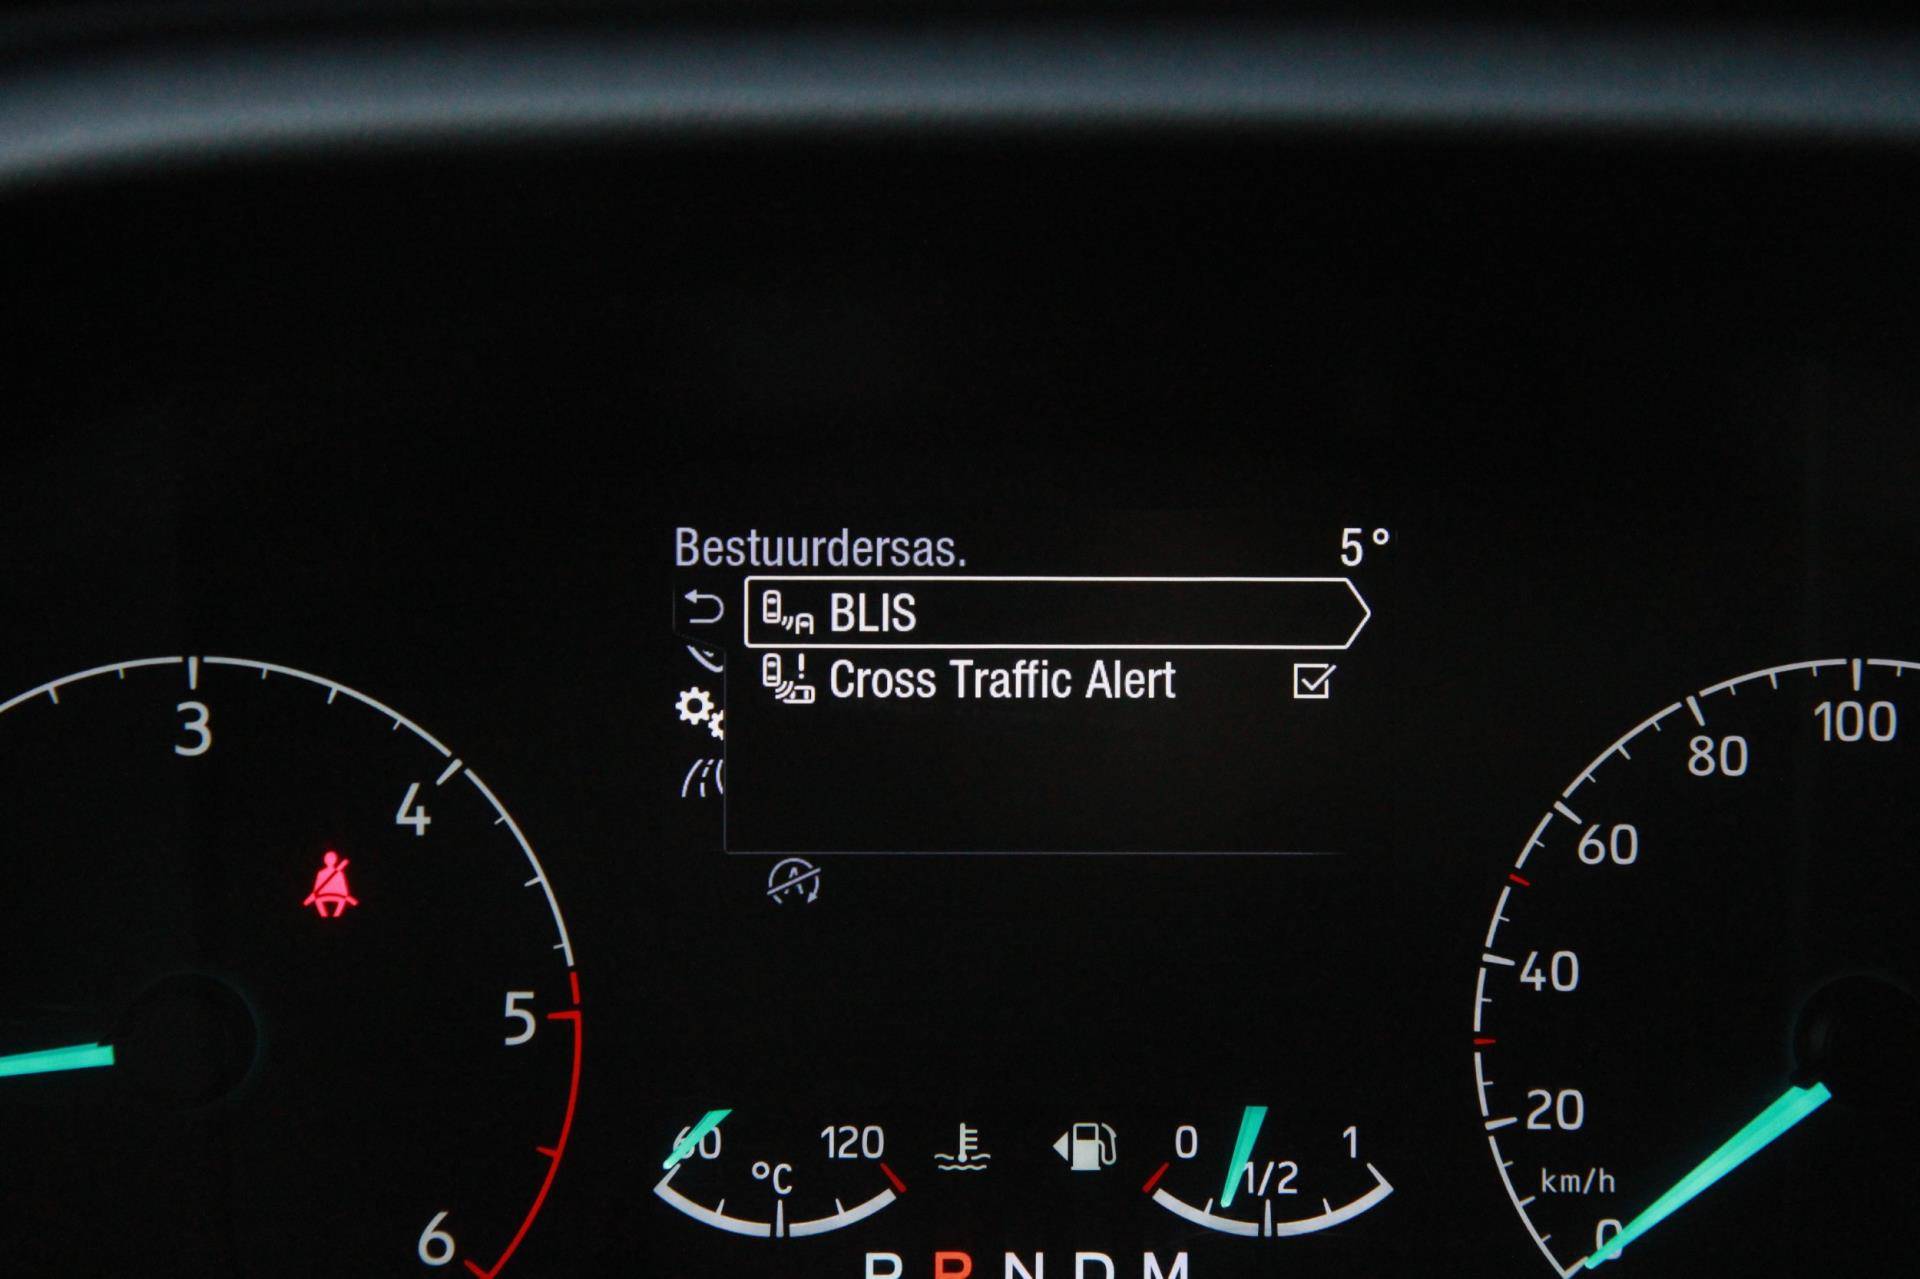 Bestuurdersas. 5°
BLIS
Cross Traffic Alert
3
4
5
6
100
80
60
40
20
km/h
0
60 120
°C
0 1
1/2
P R N D M